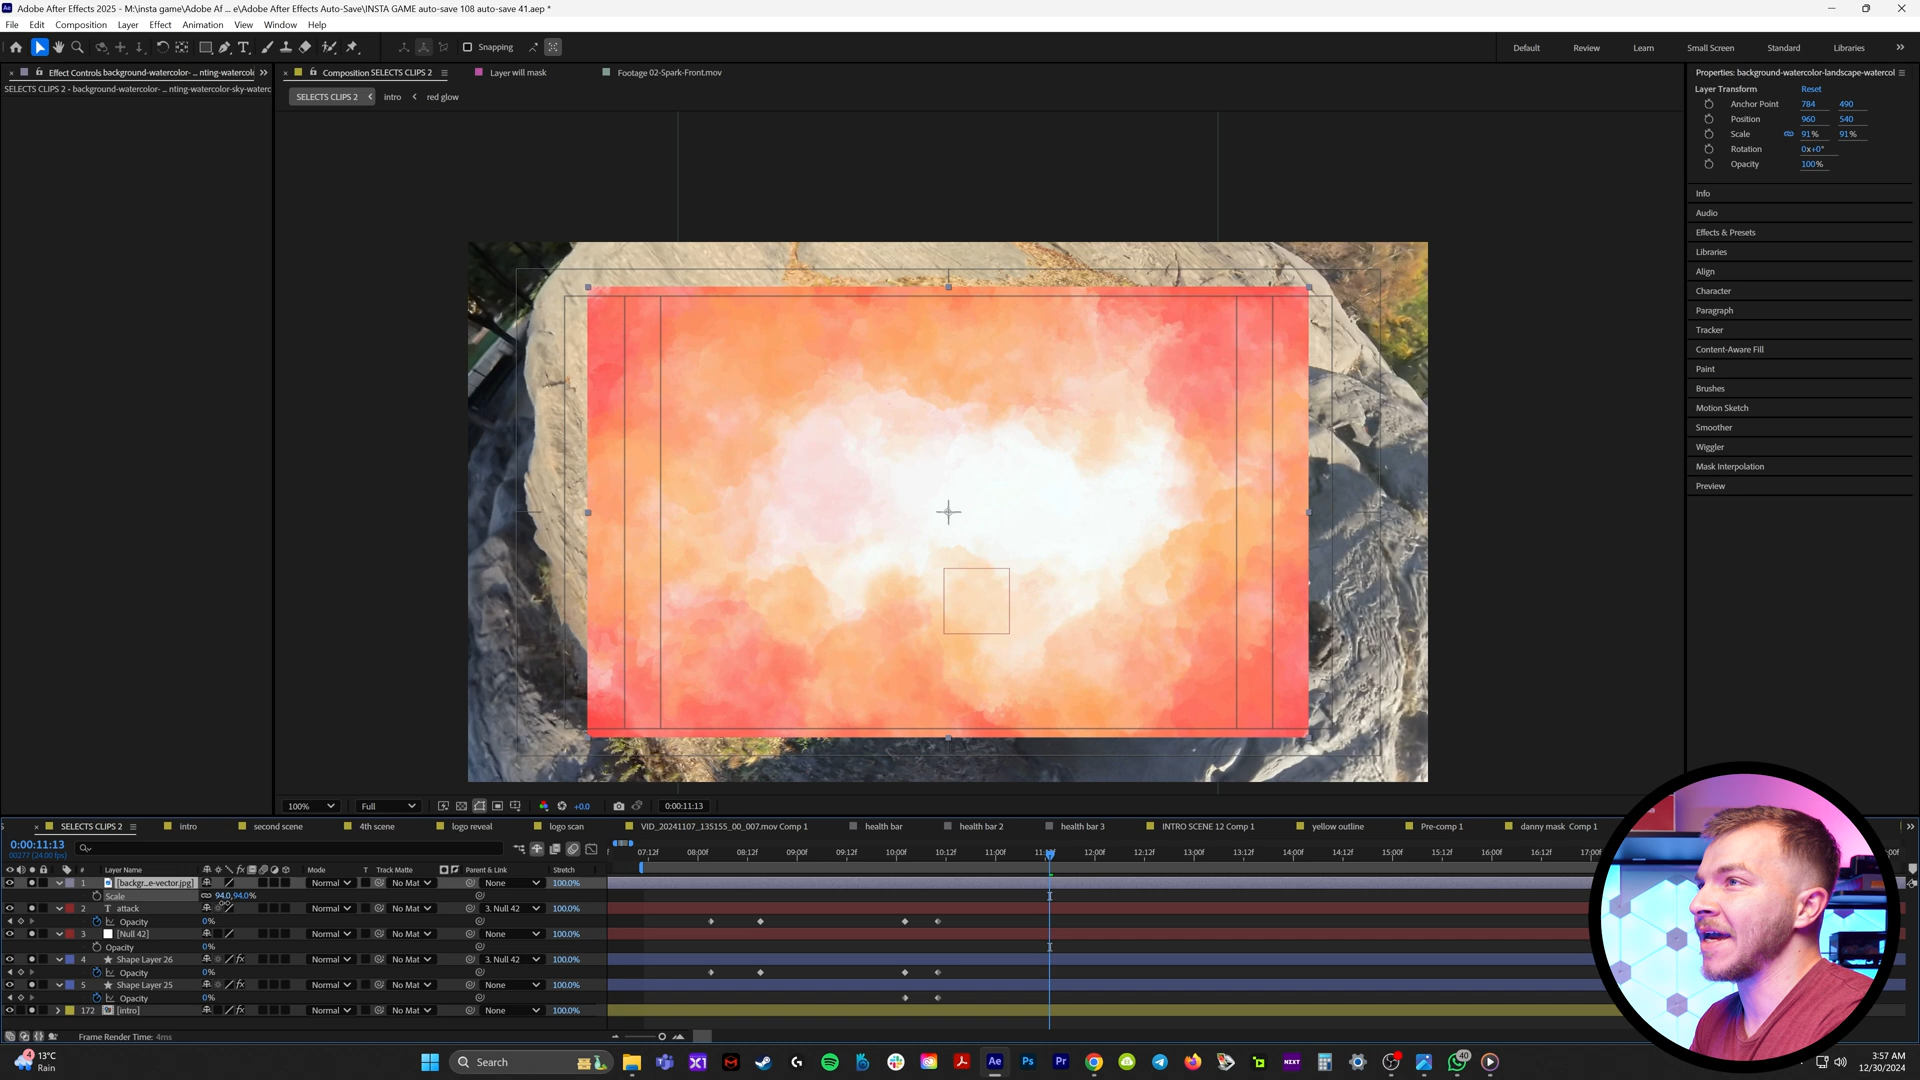 Adobe After Effects 2025 - M:\insta game\Adobe Af ... e\Adobe After Effects Auto-Save\INSTA GAME auto-save 108 auto-save 41.aep *
File Edit Composition Layer Effect Animation View Window Help
Snapping
Default Review Learn Small Screen Standard Libraries
Effect Controls background-watercolor- ... nting-watercol
Composition SELECTS CLIPS 2
Layer will mask
Footage 02-Spark-Front.mov
Properties: background-watercolor-landscape-watercol
SELECTS CLIPS 2 - background-watercolor- ... nting-watercolor-sky-waterc
SELECTS CLIPS 2 intro red glow
Layer Transform Reset
Anchor Point 784 490
Position 960 540
Scale 91% 91%
Rotation 0x+0°
Opacity 100%
Info
Audio
Effects & Presets
Libraries
Align
Character
Paragraph
Tracker
Content-Aware Fill
Paint
Brushes
Motion Sketch
Smoother
Wiggler
Mask Interpolation
Preview
100% Full +0.0 0:00:11:13
SELECTS CLIPS 2 intro second scene 4th scene logo reveal logo scan VID_20241107_135155_00_007.mov Comp 1 health bar health bar 2 health bar 3 INTRO SCENE 12 Comp 1 yellow outline Pre-comp 1 danny mask Comp 1
0:00:11:13
00277 (24.00 fps)
07:12f 08:00f 08:12f 09:00f 09:12f 10:00f 10:12f 11:00f 12:00f 12:12f 13:00f 13:12f 14:00f 14:12f 15:00f 15:12f 16:00f 16:12f
# Layer Name Mode T Track Matte Parent & Link Stretch
1 [backgr...e-vector.jpg] Normal No Mat None 100.0%
Scale 94.0,94.0%
2 T attack Normal No Mat 3. Null 42 100.0%
Opacity 0%
3 [Null 42] Normal No Mat None 100.0%
Opacity 0%
4 Shape Layer 26 Normal No Mat 3. Null 42 100.0%
Opacity 0%
5 Shape Layer 25 Normal No Mat None 100.0%
Opacity 0%
172 [intro] Normal No Mat None 100.0%
Frame Render Time: 4ms
4
13°C
Rain
Search
Ae Ps Pr
NIXT
40
3:57 AM
12/30/2024